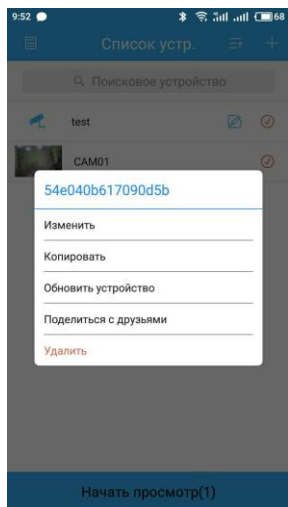 9:52 68
Список устр.
Поисковое устройство
test
CAM01
54e040b617090d5b
Изменить
Копировать
Обновить устройство
Поделиться с друзьями
Удалить
Начать просмотр(1)